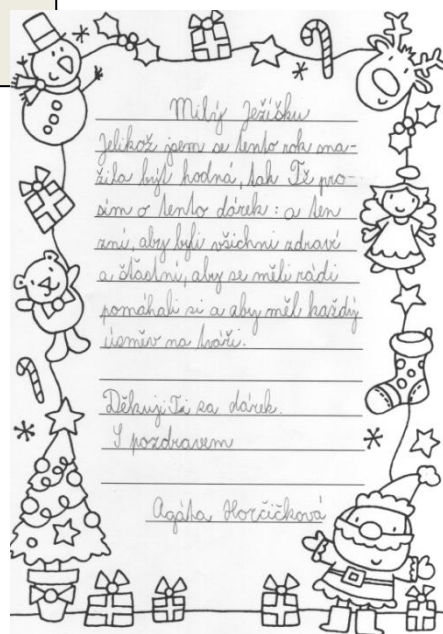 Milý Ježíšku
Jelikož jsem se tento rok sna-
žila být hodná, tak Tě pro-
sím o tento dárek: a ten
zní, aby byli všichni zdraví
a šťastní, aby se měli rádi
pomáhali si a aby měl každý
úsměv na tváři.
Děkuji Ti za dárek.
S pozdravem
Agáta Horčičková